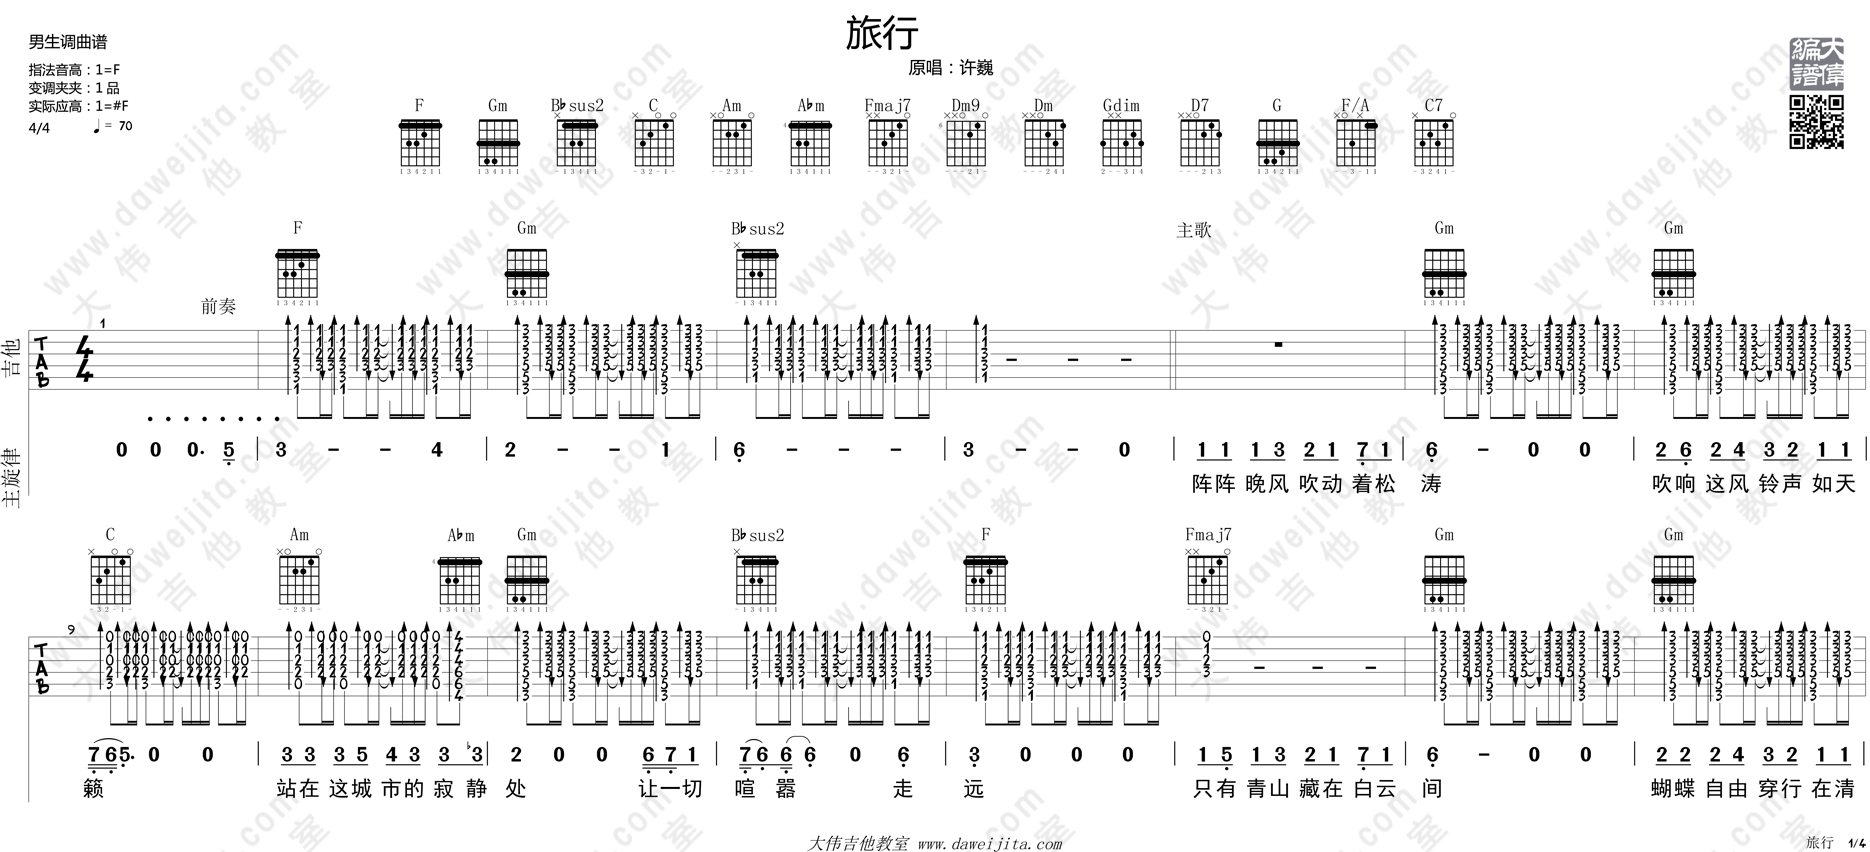 旅行
原唱：许巍
男生调曲谱
指法音高：1=F
变调夹夹：1品
实际应高：1=#F
4/4 ♩= 70
大偉
編譜
F Gm B♭sus2 C Am A♭m Fmaj7 Dm9 Dm Gdim D7 G F/A C7
F Gm B♭sus2 主歌 Gm Gm
前奏
1
吉他
TAB
4/4
主旋律
0 0 0. 5 | 3 - - 4 | 2 - - 1 | 6 - - - | 3 - - 0 | 1 1 1 3 2 1 7 1 | 6 - 0 0 | 2 6 2 4 3 2 1 1 |
阵阵 晚风 吹动 着松 涛 吹响 这风 铃声 如天
C Am A♭m Gm B♭sus2 F Fmaj7 Gm Gm
9
TAB
7 6 5. 0 0 | 3 3 3 5 4 3 3 ♭3 | 2 0 0 6 7 1 | 7 6 6 6 0 6 | 3 0 0 0 | 1 5 1 3 2 1 7 1 | 6 - 0 0 | 2 2 2 4 3 2 1 1 |
籁 站在 这城 市的 寂静 处 让一切 喧嚣 走 远 只有 青山 藏在 白云 间 蝴蝶 自由 穿行 在清
大伟吉他教室 www.daweijita.com
旅行 1/4